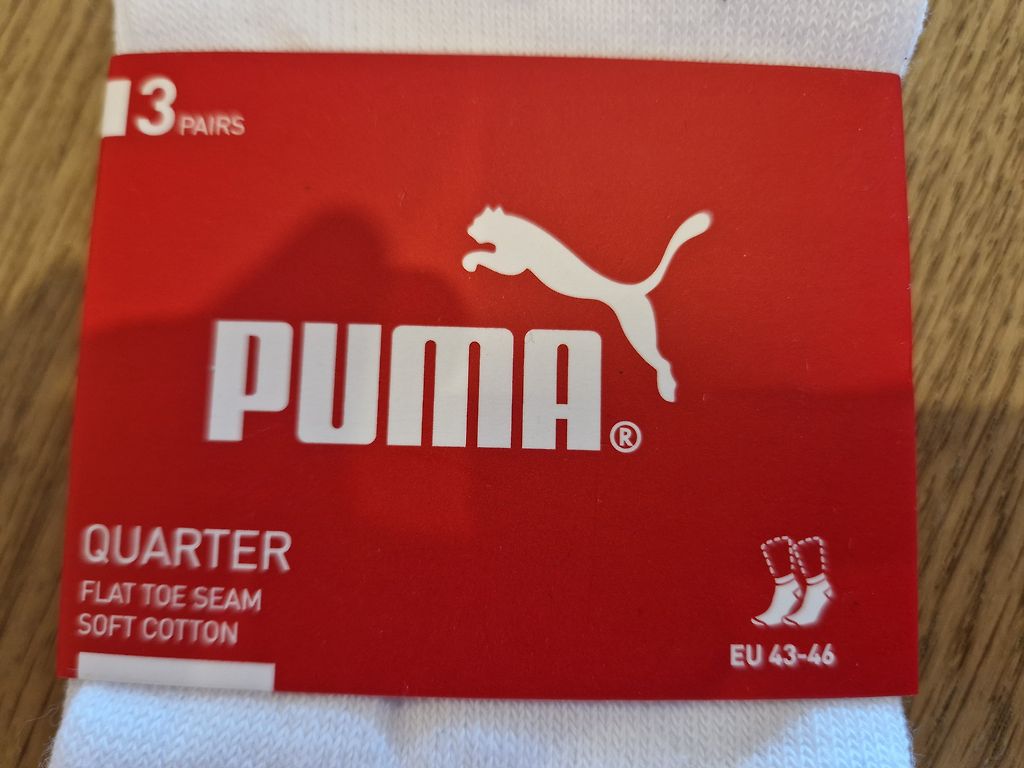 3 PAIRS
PUMA®
QUARTER
FLAT TOE SEAM
SOFT COTTON
EU 43-46